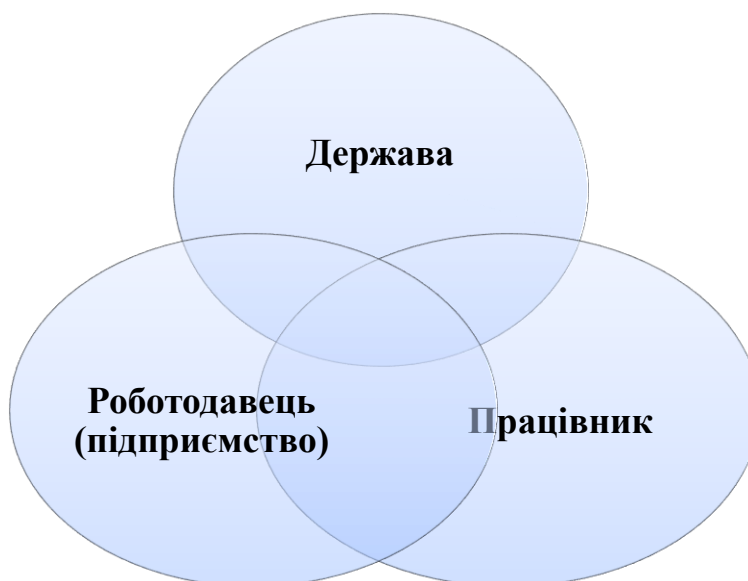 Держава
Роботодавець
(підприємство)
Працівник